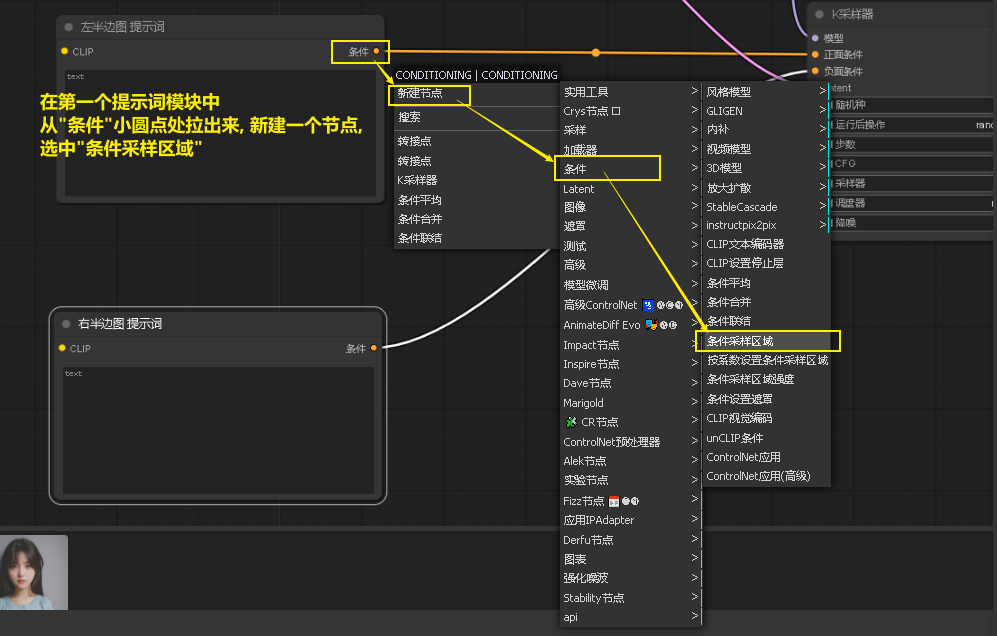 左半边图 提示词
CLIP
条件
text
在第一个提示词模块中
从"条件"小圆点处拉出来, 新建一个节点,
选中"条件采样区域"
右半边图 提示词
CLIP
条件
text
CONDITIONING | CONDITIONING
新建节点
搜索
转接点
转接点
K采样器
条件平均
条件合并
条件联结
实用工具 >
Crys节点 口 >
采样 >
加载器 >
条件 >
Latent >
图像 >
遮罩 >
测试 >
高级 >
模型微调 >
高级ControlNet >
AnimateDiff Evo >
Impact节点 >
Inspire节点 >
Dave节点 >
Marigold >
CR节点 >
ControlNet预处理器 >
Alek节点 >
实验节点 >
Fizz节点 >
应用IPAdapter >
Derfu节点 >
图表 >
强化噪波 >
Stability节点 >
api >
风格模型 >
GLIGEN >
内补 >
视频模型 >
3D模型 >
放大扩散 >
StableCascade >
instructpix2pix >
CLIP文本编码器
CLIP设置停止层
条件平均
条件合并
条件联结
条件采样区域
按系数设置条件采样区域
条件采样区域强度
条件设置遮罩
CLIP视觉编码
unCLIP条件
ControlNet应用
ControlNet应用(高级)
K采样器
模型
正面条件
负面条件
atent
随机种
运行后操作
ranc
步数
CFG
采样器
调度器
降噪